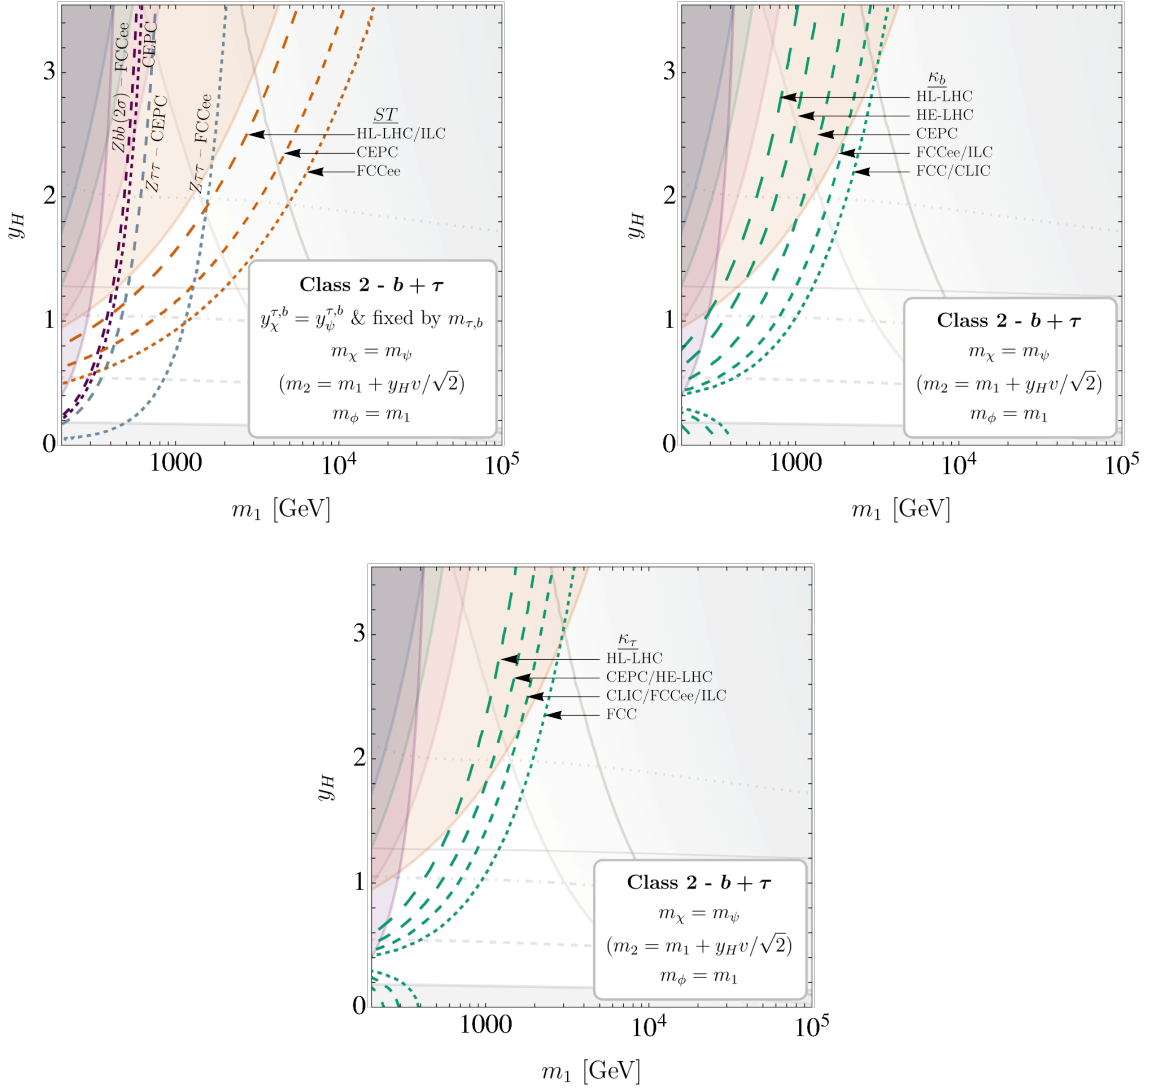 3
2
1
0
y_H
1000
10^4
10^5
m_1 [GeV]
Zbb(2σ) – FCCee
CEPC
Zττ – CEPC
Zττ – FCCee
ST
HL-LHC/ILC
CEPC
FCCee
Class 2 - b + τ
y_χ^{τ,b} = y_ψ^{τ,b} & fixed by m_{τ,b}
m_χ = m_ψ
(m_2 = m_1 + y_H v/√2)
m_ϕ = m_1
3
2
1
0
y_H
1000
10^4
10^5
m_1 [GeV]
κ_b
HL-LHC
HE-LHC
CEPC
FCCee/ILC
FCC/CLIC
Class 2 - b + τ
m_χ = m_ψ
(m_2 = m_1 + y_H v/√2)
m_ϕ = m_1
3
2
1
0
y_H
1000
10^4
10^5
m_1 [GeV]
κ_τ
HL-LHC
CEPC/HE-LHC
CLIC/FCCee/ILC
FCC
Class 2 - b + τ
m_χ = m_ψ
(m_2 = m_1 + y_H v/√2)
m_ϕ = m_1